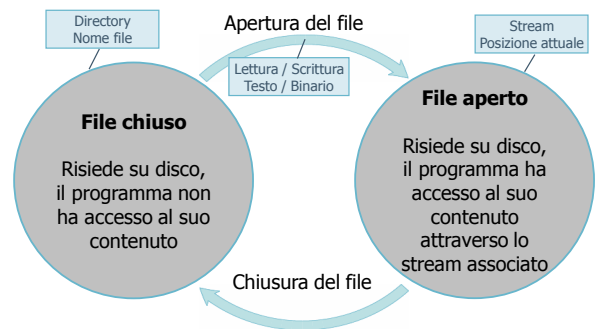 Directory
Nome file
Apertura del file
Stream
Posizione attuale
Lettura / Scrittura
Testo / Binario
File chiuso
Risiede su disco,
il programma non
ha accesso al suo
contenuto
File aperto
Risiede su disco,
il programma ha
accesso al suo
contenuto
attraverso lo
stream associato
Chiusura del file